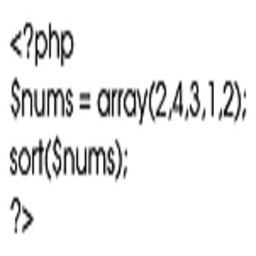 <?php
$nums = array(2,4,3,1,2);
sort($nums);
?>